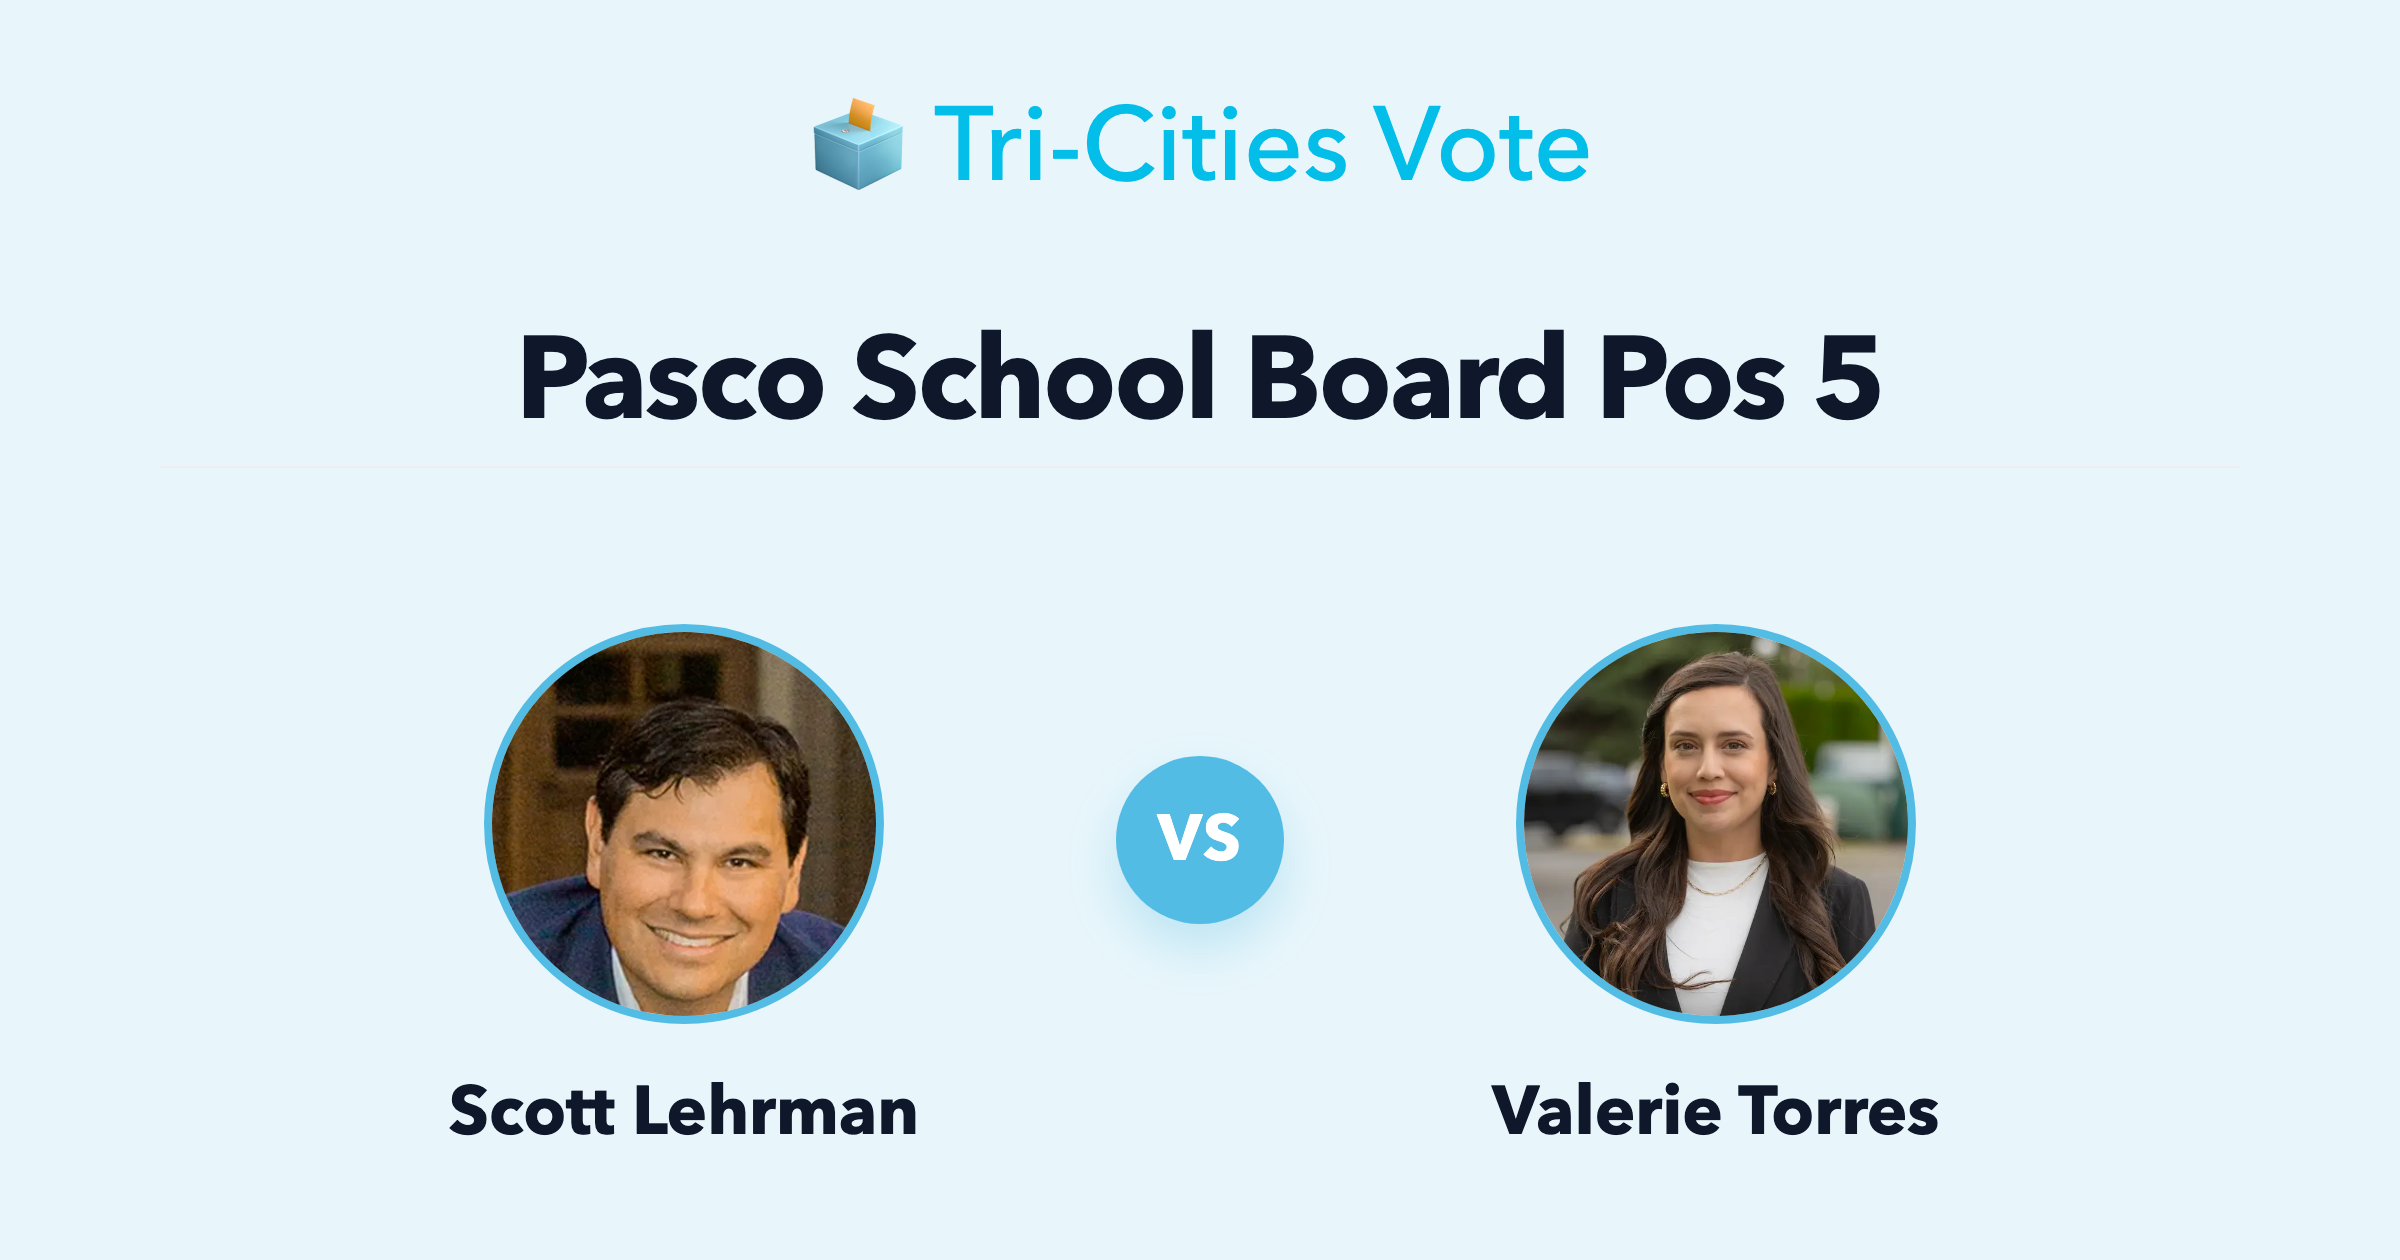 Tri-Cities Vote
Pasco School Board Pos 5
VS
Scott Lehrman
Valerie Torres